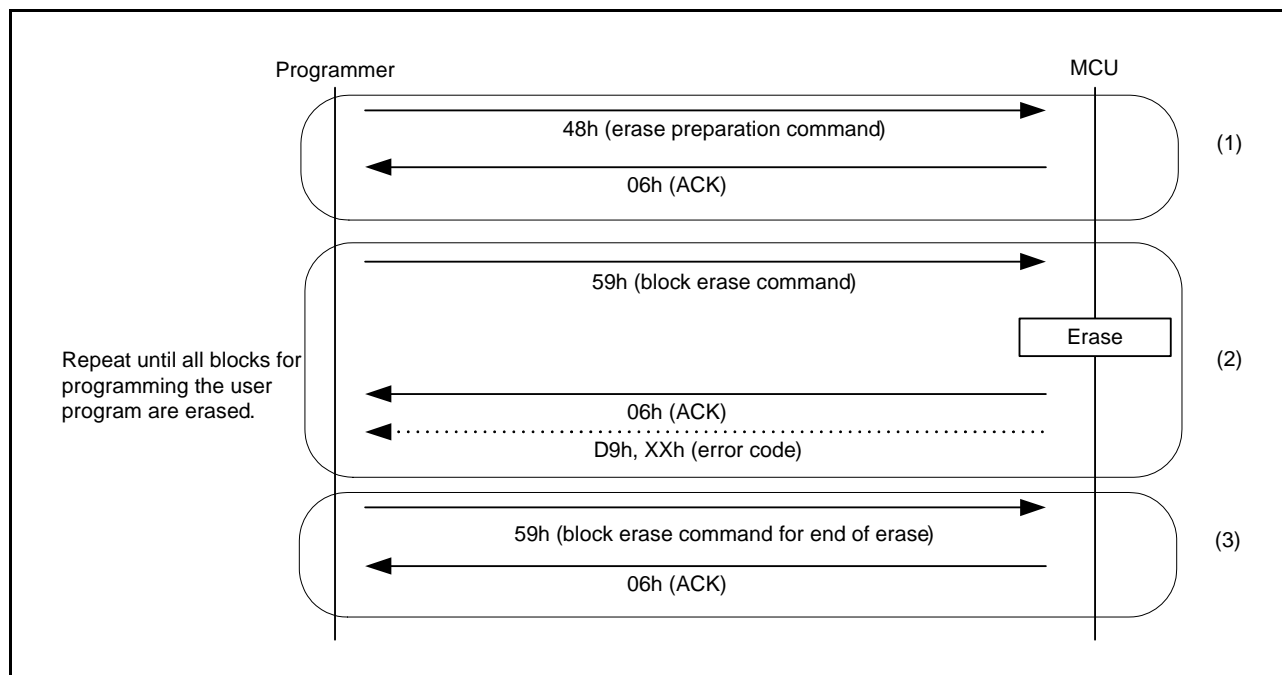 Programmer
MCU
48h (erase preparation command)
06h (ACK)
(1)
59h (block erase command)
Erase
(2)
Repeat until all blocks for
programming the user
program are erased.
06h (ACK)
D9h, XXh (error code)
59h (block erase command for end of erase)
(3)
06h (ACK)